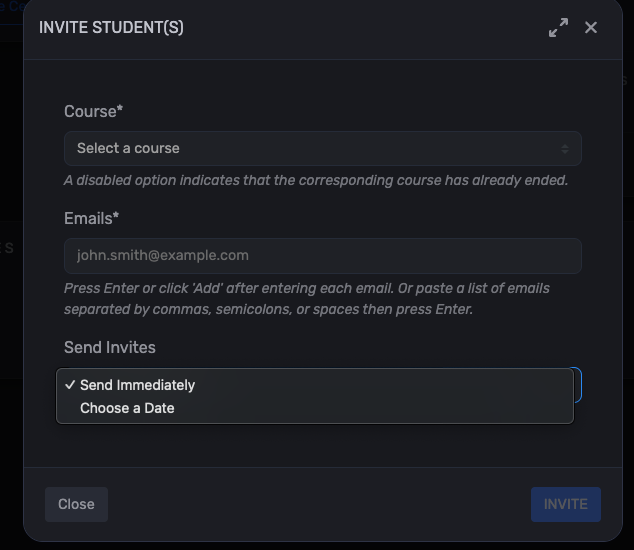 INVITE STUDENT(S)
Course*
Select a course
A disabled option indicates that the corresponding course has already ended.
Emails*
john.smith@example.com
Press Enter or click 'Add' after entering each email. Or paste a list of emails
separated by commas, semicolons, or spaces then press Enter.
Send Invites
✓ Send Immediately
Choose a Date
Close
INVITE